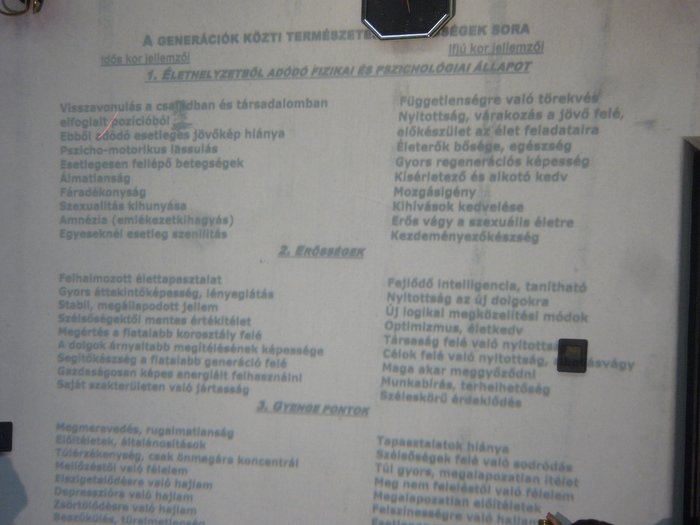 A GENERÁCIÓK KÖZTI SORA
Idős kor jellemzői
Ifjú kor jellemzői
1. ÉLETHELYZETBŐL ADÓDÓ FIZIKAI ÉS PSZICHOLÓGIAI ÁLLAPOT
Visszavonulás a családban és társadalomban
elfoglalt pozícióból
Ebből adódó esetleges jövőkép hiánya
Pszicho-motorikus lassulás
Esetlegesen fellépő betegségek
Álmatlanság
Fáradékonyság
Szexualitás kihunyása
Amnézia (emlékezetkihagyás)
Egyeseknél esetleg szenilitás
Függetlenségre való törekvés
Nyitottság, várakozás a jövő felé,
előkészület az élet feladataira
Életerők bősége, egészség
Gyors regenerációs képesség
Kísérletező és alkotó kedv
Mozgásigény
Kihívások kedvelése
Erős vágy a szexuális életre
Kezdeményezőkészség
2. ERŐSSÉGEK
Felhalmozott élettapasztalat
Gyors áttekintőképesség, lényeglátás
Stabil, megállapodott jellem
Szélsőségektől mentes értékítélet
Megértés a fiatalabb korosztály felé
A dolgok árnyaltabb megítélésének képessége
Segítőkészség a fiatalabb generáció felé
Gazdaságosan képes energiáit felhasználni
Saját szakterületen való jártasság
Fejlődő intelligencia, tanítható
Nyitottság az új dolgokra
Új logikai megközelítési módok
Optimizmus, életkedv
Társaság felé való
Célok felé való nyitottság,
Maga akar meggyőződni
Munkabírás, terhelhetőség
Széleskörű érdeklődés
3. GYENGE PONTOK
Megmerevedés, rugalmatlanság
Előítéletek, általánosítások
Túlérzékenység, csak önmagára koncentrál
Mellőzéstől való félelem
Elszigetelődésre való hajlam
Depresszióra való hajlam
Zsörtölődésre való hajlam
Beszűkülés,
Tapasztalatok hiánya
Szélsőségek felé való sodródás
Túl gyors, megalapozatlan ítélet
Meg nem feleléstől való félelem
Megalapozatlan előítéletek
Felszínességre való hajlam